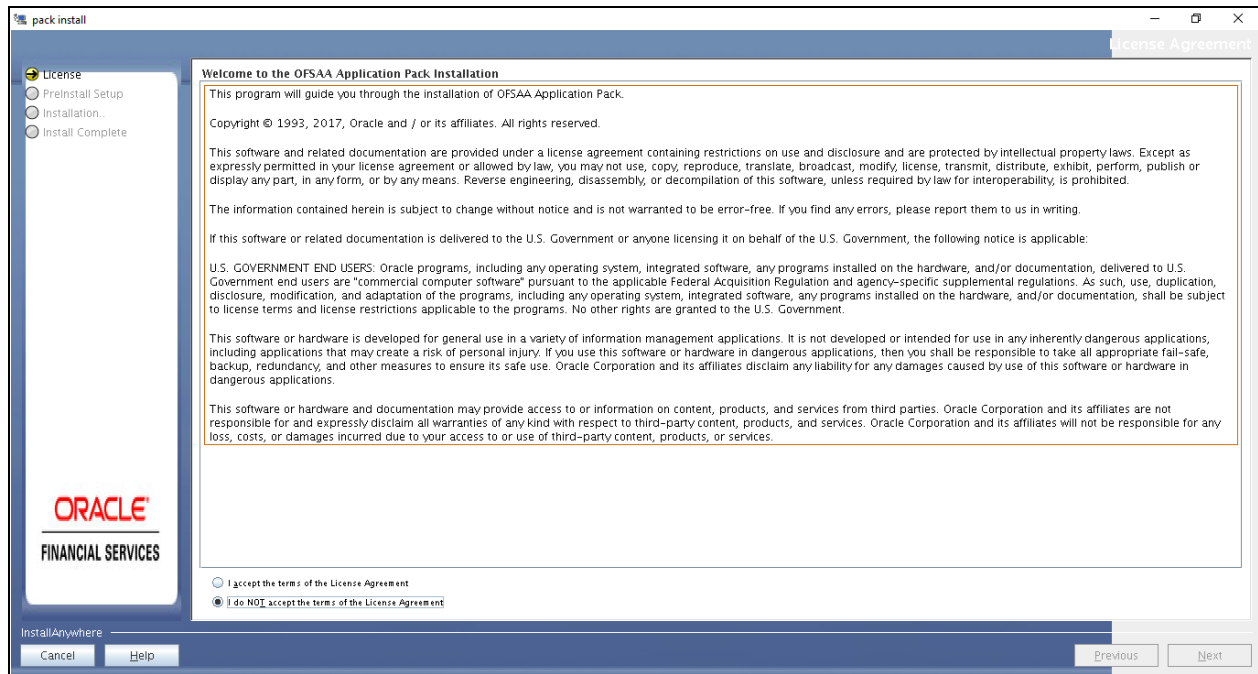 pack install
License Agreement
License
PreInstall Setup
Installation..
Install Complete
Welcome to the OFSAA Application Pack Installation
This program will guide you through the installation of OFSAA Application Pack.
Copyright © 1993, 2017, Oracle and / or its affiliates. All rights reserved.
This software and related documentation are provided under a license agreement containing restrictions on use and disclosure and are protected by intellectual property laws. Except as
expressly permitted in your license agreement or allowed by law, you may not use, copy, reproduce, translate, broadcast, modify, license, transmit, distribute, exhibit, perform, publish or
display any part, in any form, or by any means. Reverse engineering, disassembly, or decompilation of this software, unless required by law for interoperability, is prohibited.
The information contained herein is subject to change without notice and is not warranted to be error-free. If you find any errors, please report them to us in writing.
If this software or related documentation is delivered to the U.S. Government or anyone licensing it on behalf of the U.S. Government, the following notice is applicable:
U.S. GOVERNMENT END USERS: Oracle programs, including any operating system, integrated software, any programs installed on the hardware, and/or documentation, delivered to U.S.
Government end users are "commercial computer software" pursuant to the applicable Federal Acquisition Regulation and agency-specific supplemental regulations. As such, use, duplication,
disclosure, modification, and adaptation of the programs, including any operating system, integrated software, any programs installed on the hardware, and/or documentation, shall be subject
to license terms and license restrictions applicable to the programs. No other rights are granted to the U.S. Government.
This software or hardware is developed for general use in a variety of information management applications. It is not developed or intended for use in any inherently dangerous applications,
including applications that may create a risk of personal injury. If you use this software or hardware in dangerous applications, then you shall be responsible to take all appropriate fail-safe,
backup, redundancy, and other measures to ensure its safe use. Oracle Corporation and its affiliates disclaim any liability for any damages caused by use of this software or hardware in
dangerous applications.
This software or hardware and documentation may provide access to or information on content, products, and services from third parties. Oracle Corporation and its affiliates are not
responsible for and expressly disclaim all warranties of any kind with respect to third-party content, products, and services. Oracle Corporation and its affiliates will not be responsible for any
loss, costs, or damages incurred due to your access to or use of third-party content, products, or services.
ORACLE
FINANCIAL SERVICES
I accept the terms of the License Agreement
I do NOT accept the terms of the License Agreement
InstallAnywhere
Cancel Help Previous Next